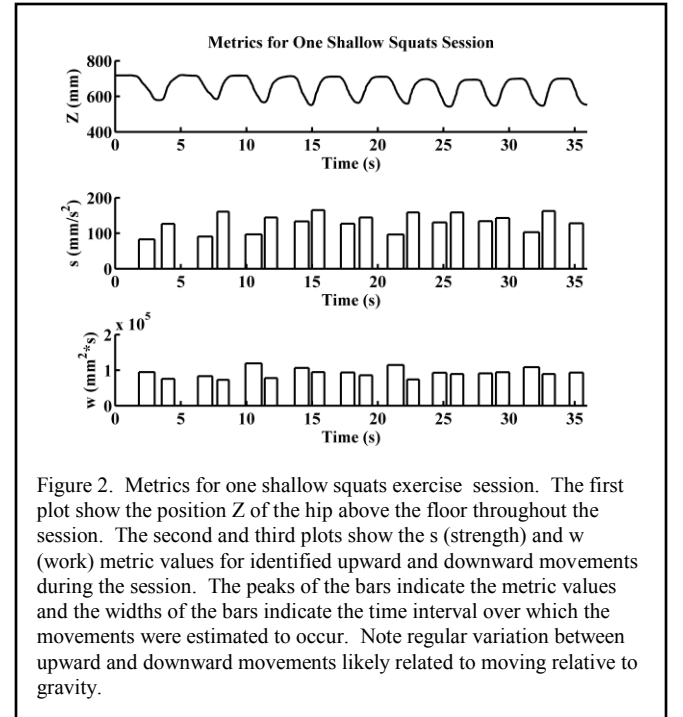 Metrics for One Shallow Squats Session
800
600
400
Z (mm)
0 5 10 15 20 25 30 35
Time (s)
200
100
0
s (mm/s²)
0 5 10 15 20 25 30 35
Time (s)
x 10⁵
2
1
0
w (mm²*s)
0 5 10 15 20 25 30 35
Time (s)
Figure 2. Metrics for one shallow squats exercise session. The first
plot show the position Z of the hip above the floor throughout the
session. The second and third plots show the s (strength) and w
(work) metric values for identified upward and downward movements
during the session. The peaks of the bars indicate the metric values
and the widths of the bars indicate the time interval over which the
movements were estimated to occur. Note regular variation between
upward and downward movements likely related to moving relative to
gravity.